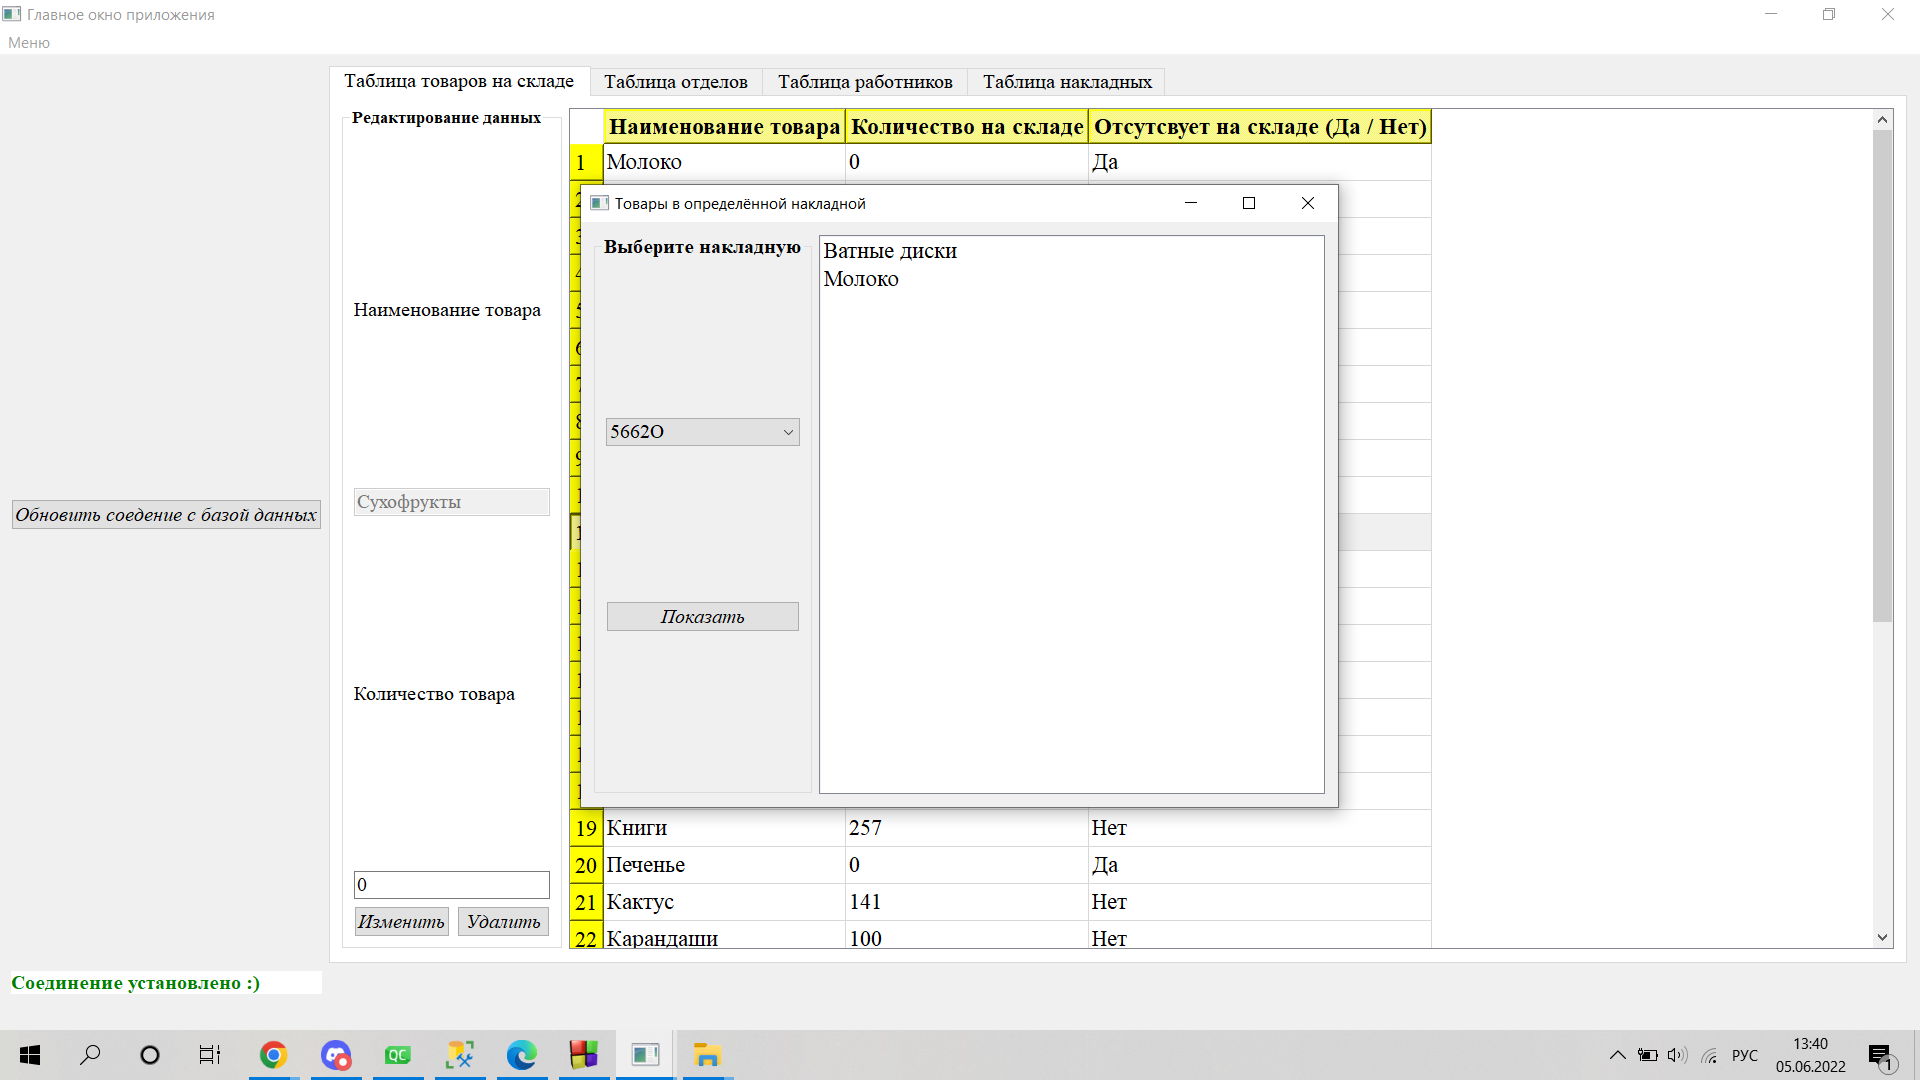 Главное окно приложения
Меню
Таблица товаров на складе
Таблица отделов
Таблица работников
Таблица накладных
Редактирование данных
Наименование товара
Сухофрукты
Количество товара
0
Изменить
Удалить
Обновить соедение с базой данных
Соединение установлено :)
Наименование товара Количество на складе Отсутсвует на складе (Да / Нет)
1 Молоко 0 Да
Товары в определённой накладной
Выберите накладную
5662О
Показать
Ватные диски
Молоко
19 Книги 257 Нет
20 Печенье 0 Да
21 Кактус 141 Нет
22 Карандаши 100 Нет
QC
РУС
13:40
05.06.2022
1